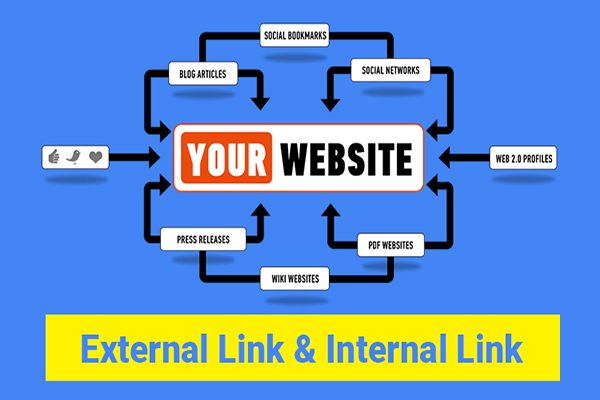 SOCIAL BOOKMARKS
BLOG ARTICLES
SOCIAL NETWORKS
YOUR WEBSITE
WEB 2.0 PROFILES
PRESS RELEASES
PDF WEBSITES
WIKI WEBSITES
External Link & Internal Link